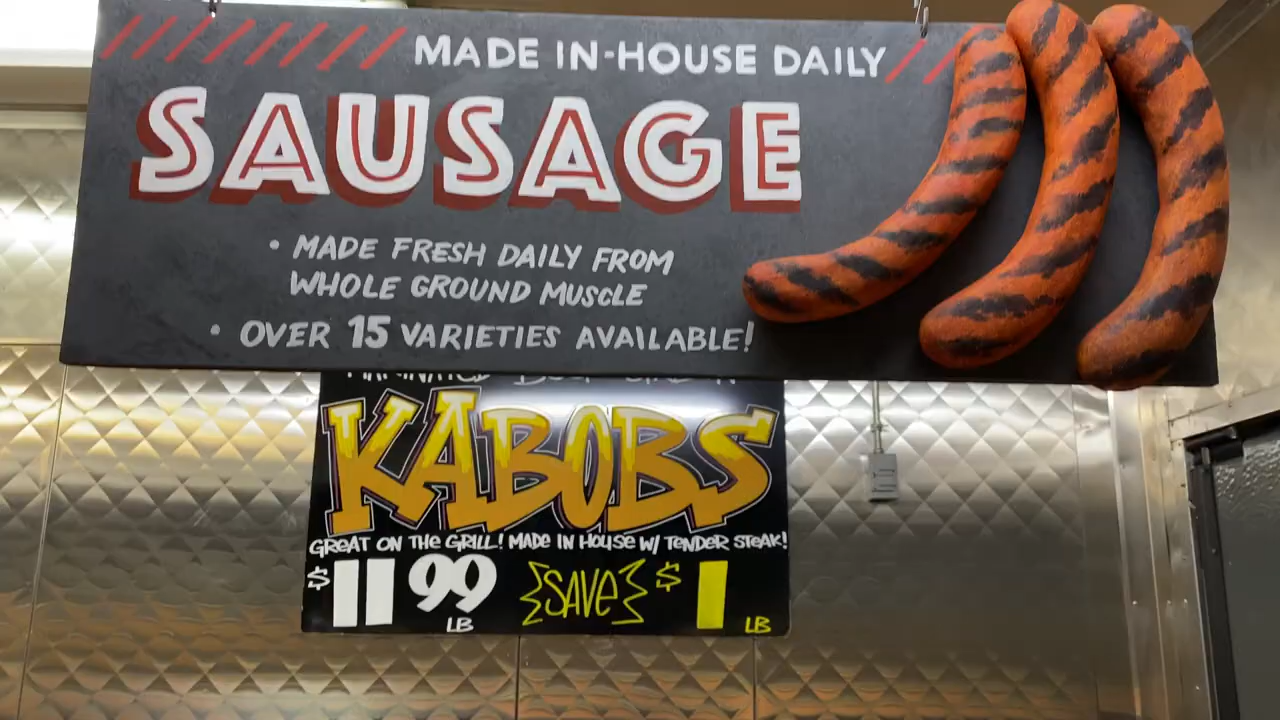 MADE IN-HOUSE DAILY
SAUSAGE
• MADE FRESH DAILY FROM
WHOLE GROUND MUSCLE
• OVER 15 VARIETIES AVAILABLE!
KABOBS
GREAT ON THE GRILL! MADE IN HOUSE W/ TENDER STEAK!
$11 99 LB SAVE $1 LB